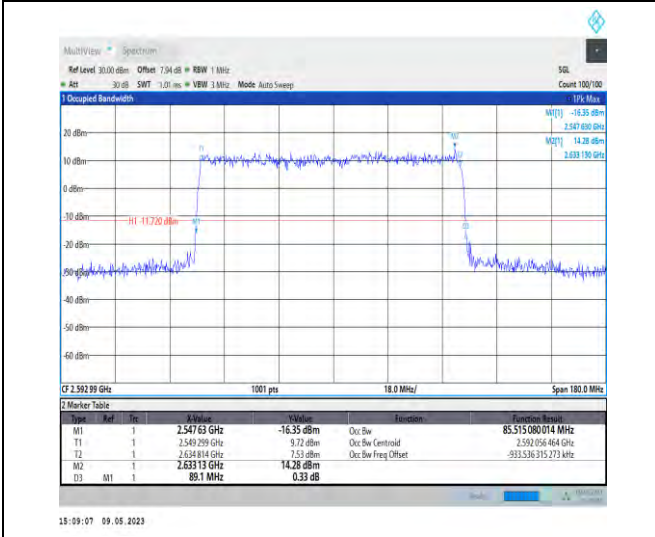 MultiView Spectrum
Ref Level 30.00 dBm Offset 7.94 dB RBW 1 MHz SGL
Att 30 dB SWT 1.01 ms VBW 3 MHz Mode Auto Sweep Count 100/100
1 Occupied Bandwidth 1Pk Max
M1[1] -16.35 dBm
2.547 630 GHz
M2[1] 14.28 dBm
2.633 130 GHz
20 dBm
M2
T1
10 dBm
0 dBm
-10 dBm
H1 -11.720 dBm
M1
D3
-20 dBm
-30 dBm
-40 dBm
-50 dBm
-60 dBm
CF 2.592 99 GHz 1001 pts 18.0 MHz/ Span 180.0 MHz
2 Marker Table
Type Ref Trc X-Value Y-Value Function Function Result
M1 1 2.547 63 GHz -16.35 dBm Occ Bw 85.515 080 014 MHz
T1 1 2.549 299 GHz 9.72 dBm Occ Bw Centroid 2.592 056 464 GHz
T2 1 2.634 814 GHz 7.53 dBm Occ Bw Freq Offset -933.536 315 273 kHz
M2 1 2.633 13 GHz 14.28 dBm
D3 M1 1 89.1 MHz 0.33 dB
15:09:07 09.05.2023